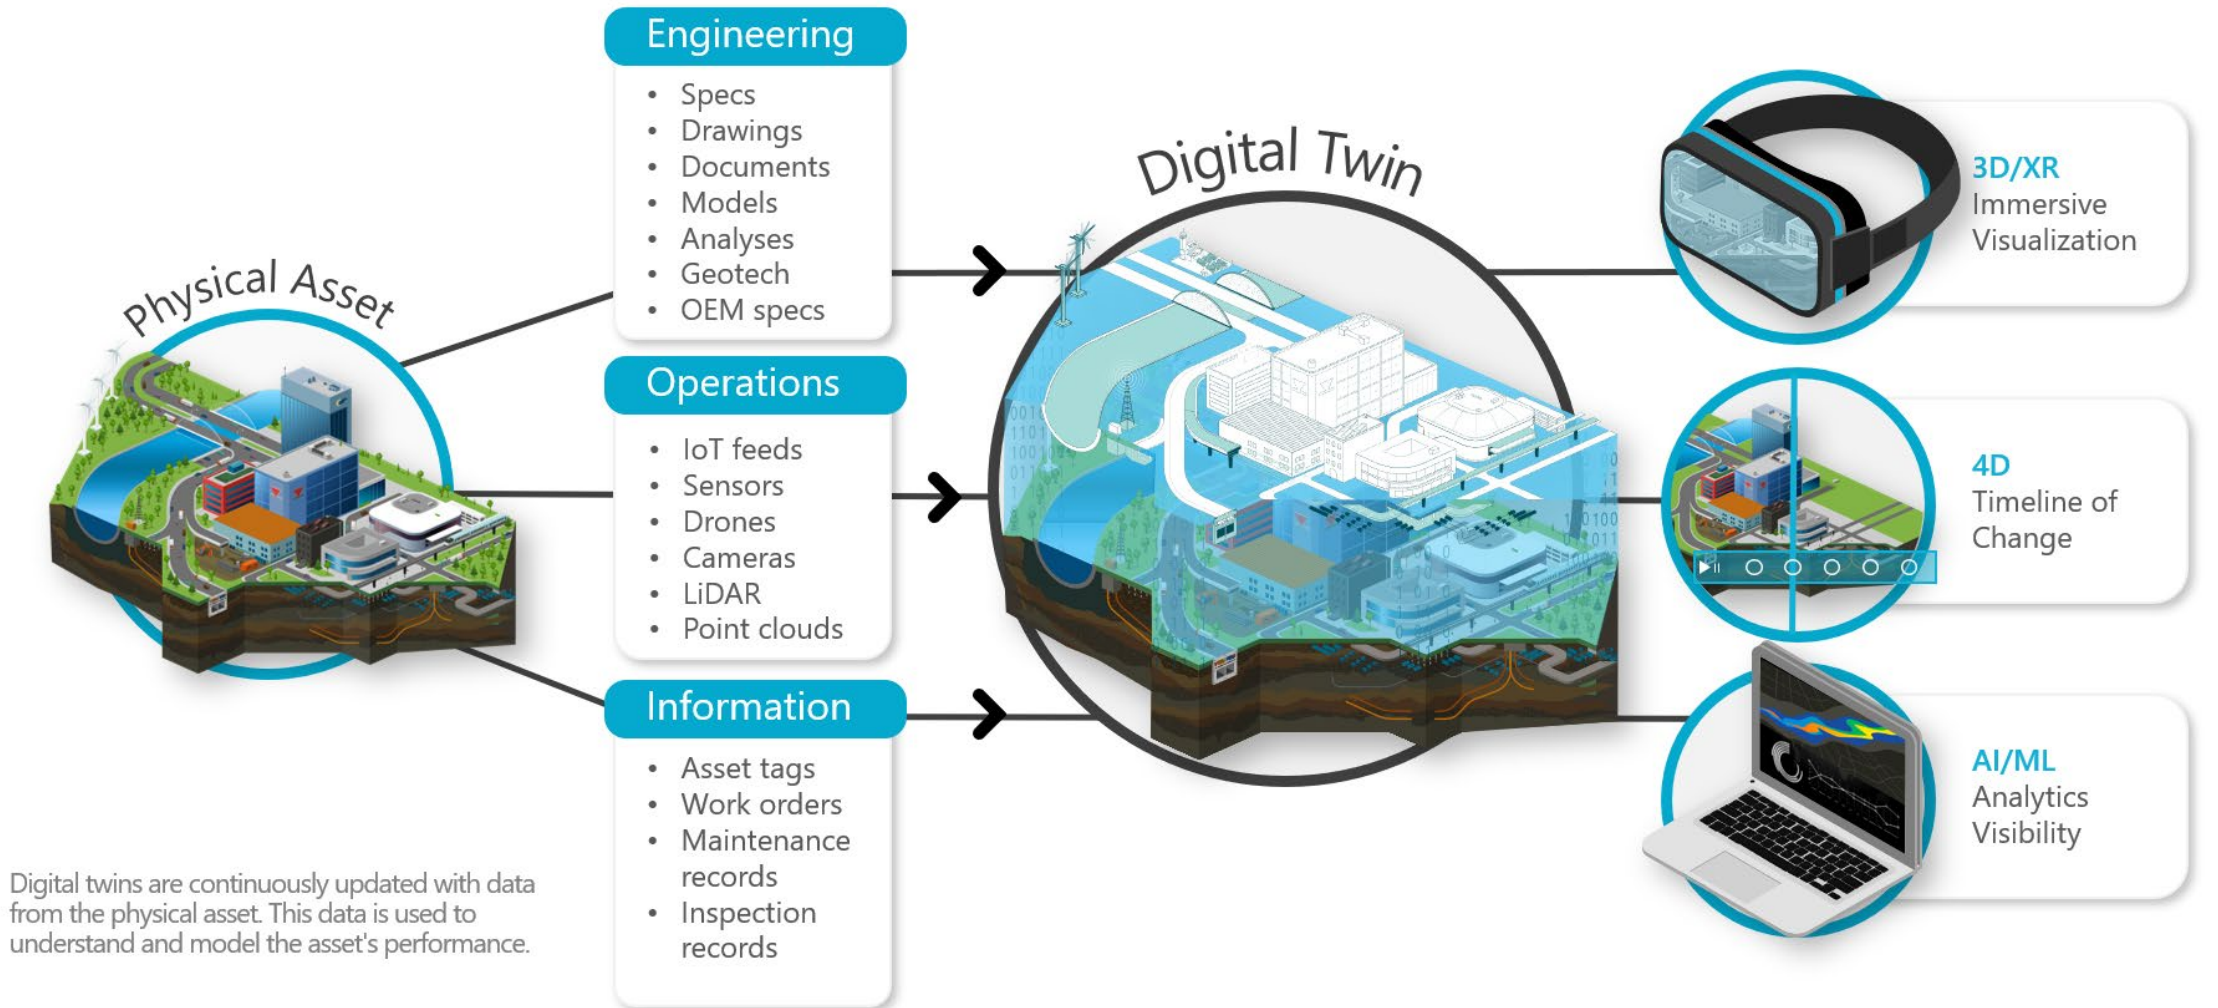 Physical Asset
Engineering
• Specs
• Drawings
• Documents
• Models
• Analyses
• Geotech
• OEM specs
Operations
• IoT feeds
• Sensors
• Drones
• Cameras
• LiDAR
• Point clouds
Information
• Asset tags
• Work orders
• Maintenance
records
• Inspection
records
Digital twins are continuously updated with data
from the physical asset. This data is used to
understand and model the asset's performance.
Digital Twin
3D/XR
Immersive
Visualization
4D
Timeline of
Change
AI/ML
Analytics
Visibility